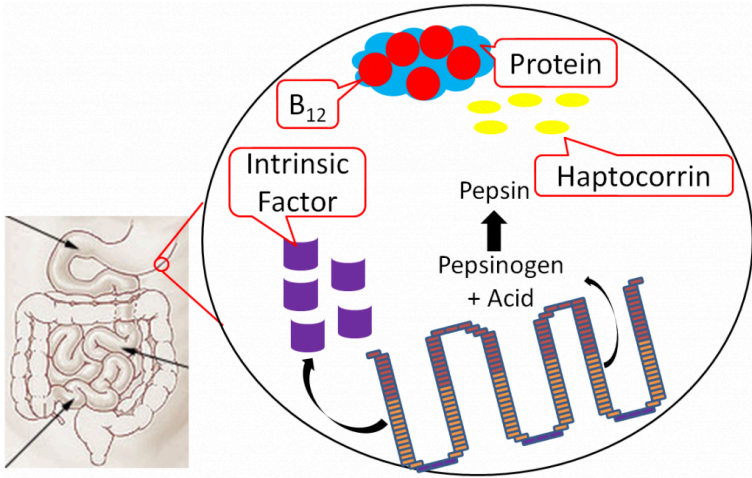 Protein
B₁₂
Haptocorrin
Intrinsic
Factor
Pepsin
Pepsinogen
+ Acid